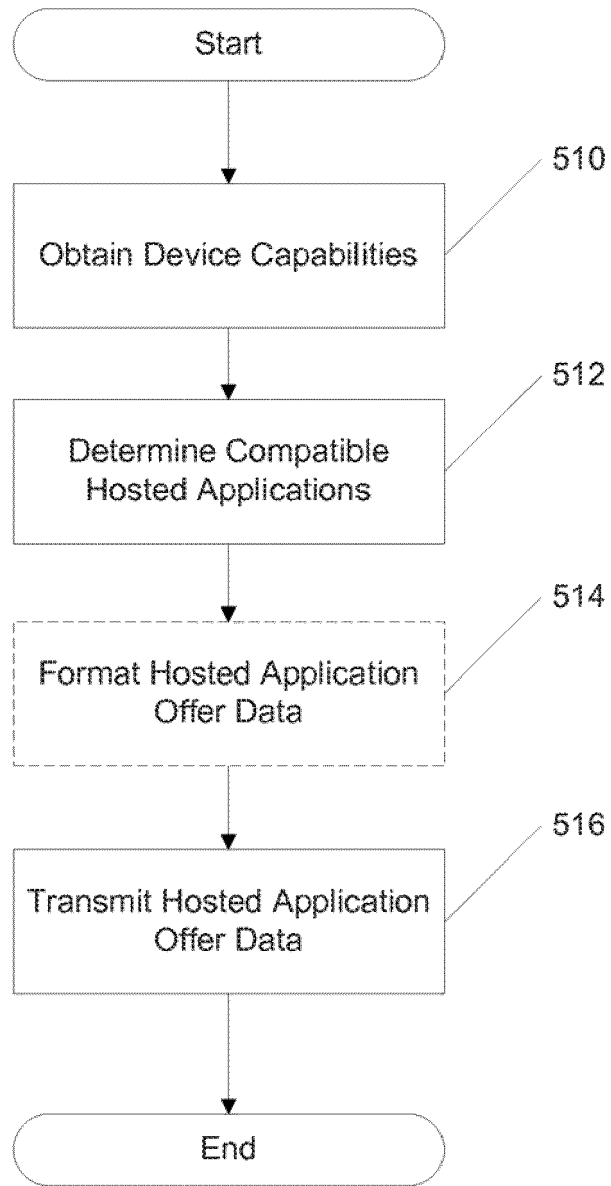 Start
510
Obtain Device Capabilities
512
Determine Compatible
Hosted Applications
514
Format Hosted Application
Offer Data
516
Transmit Hosted Application
Offer Data
End